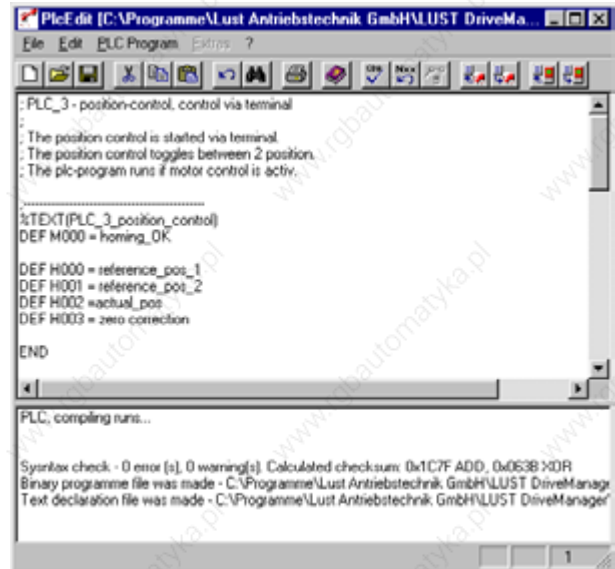 PlcEdit [C:\Programme\Lust Antriebstechnik GmbH\LUST DriveMa...
File Edit PLC Program Extras ?
; PLC_3 - position-control, control via terminal
;
; The position control is started via terminal.
; The position control toggles between 2 position.
; The plc-program runs if motor control is activ.
;----------------------------------------
%TEXT(PLC_3_position_control)
DEF M000 = homing_OK
DEF H000 = reference_pos_1
DEF H001 = reference_pos_2
DEF H002 =actual_pos
DEF H003 = zero correction
END
PLC, compiling runs...
Sysntax check - 0 error (s), 0 warning(s). Calculated checksum: 0x1C7F ADD, 0x063B XOR
Binary programme file was made - C:\Programme\Lust Antriebstechnik GmbH\LUST DriveManage
Text declaration file was made - C:\Programme\Lust Antriebstechnik GmbH\LUST DriveManager'
1
www.rgbautomatyka.pl